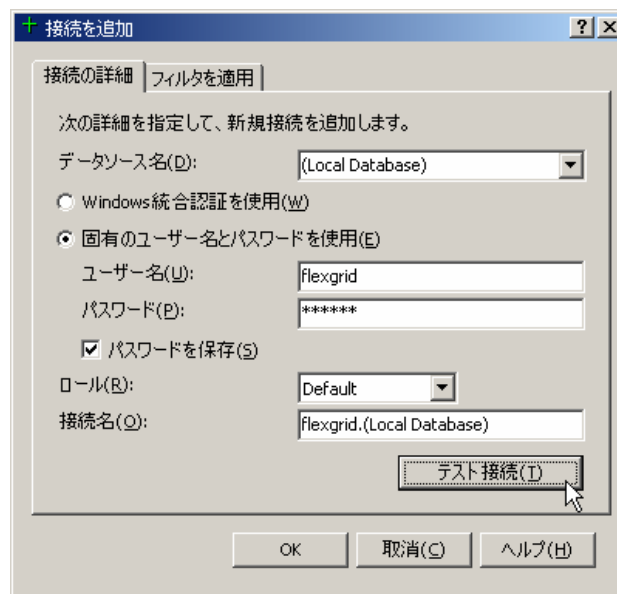 接続を追加
接続の詳細 フィルタを適用
次の詳細を指定して、新規接続を追加します。
データソース名(D): (Local Database)
Windows統合認証を使用(W)
固有のユーザー名とパスワードを使用(E)
ユーザー名(U): flexgrid
パスワード(P): ******
パスワードを保存(S)
ロール(R): Default
接続名(O): flexgrid.(Local Database)
テスト接続(T)
OK 取消(C) ヘルプ(H)